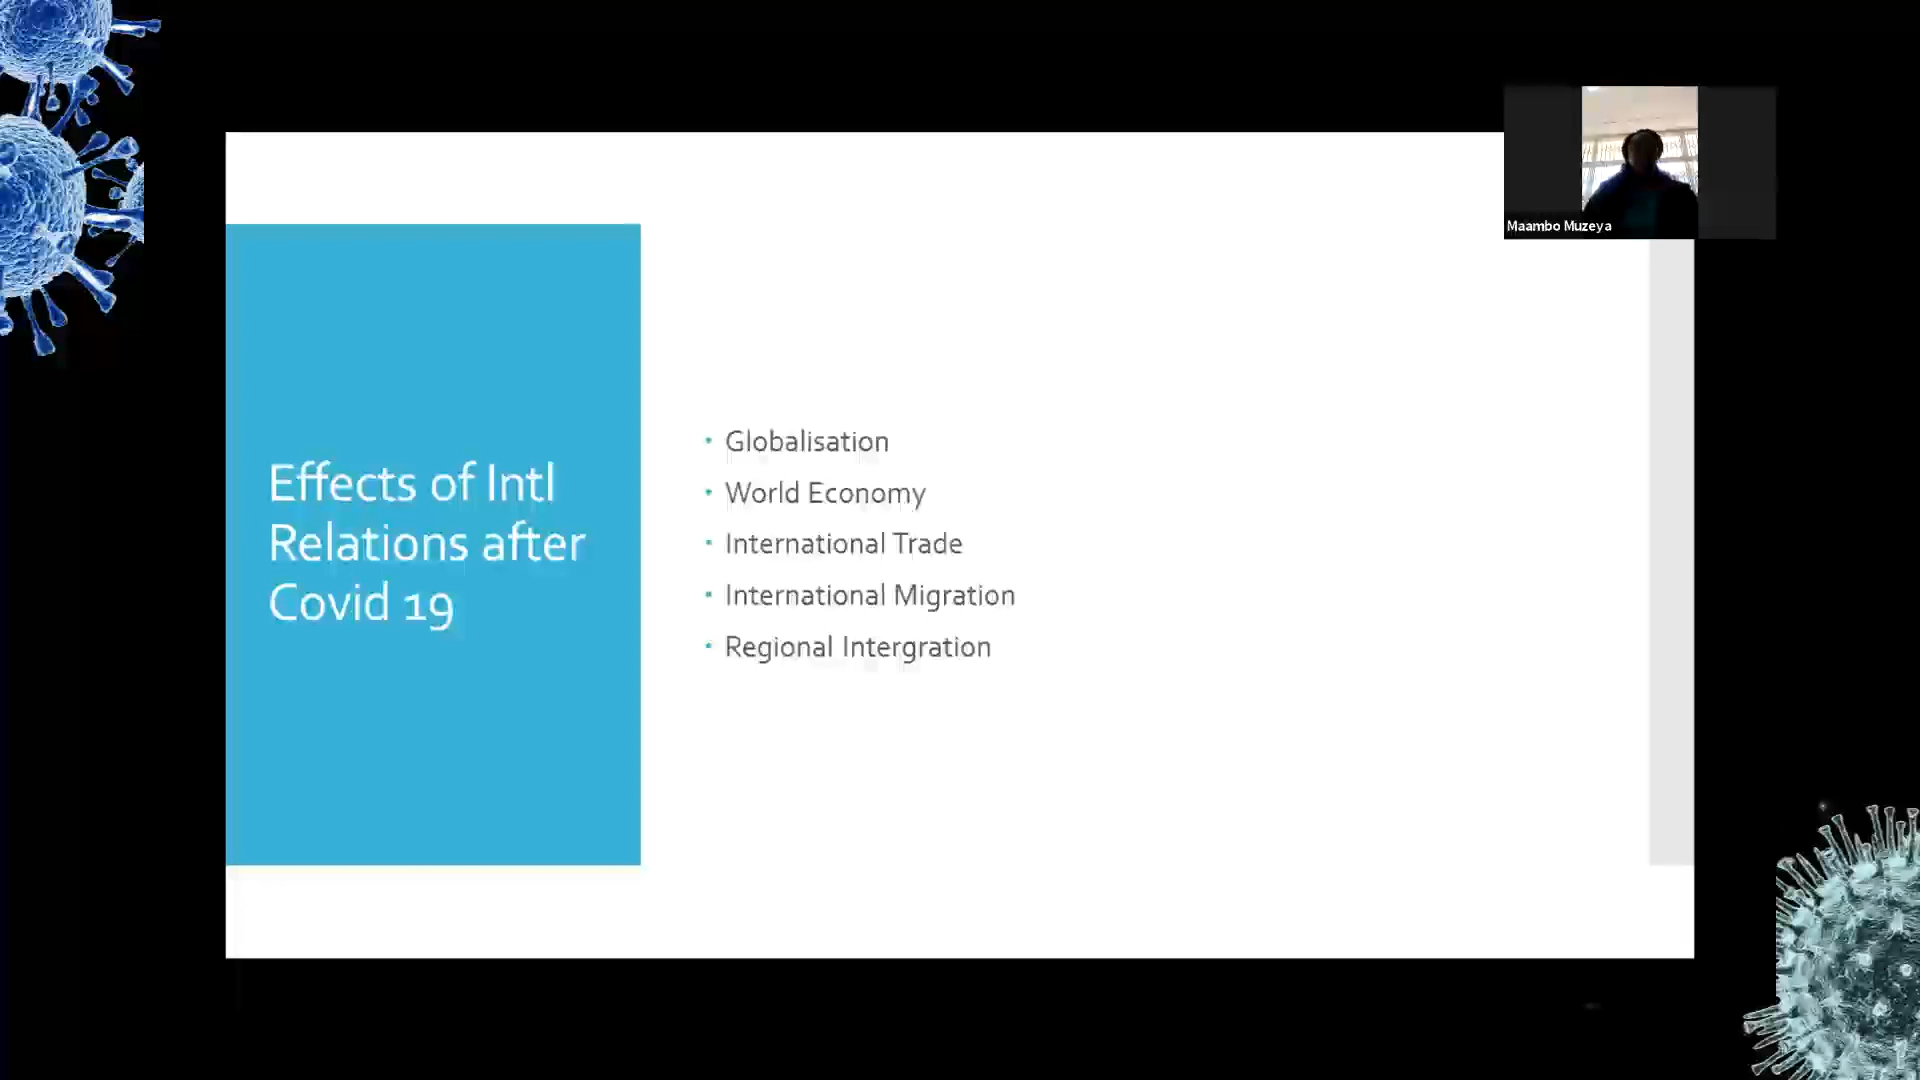 Maambo Muzeya
Effects of Intl
Relations after
Covid 19
Globalisation
World Economy
International Trade
International Migration
Regional Intergration